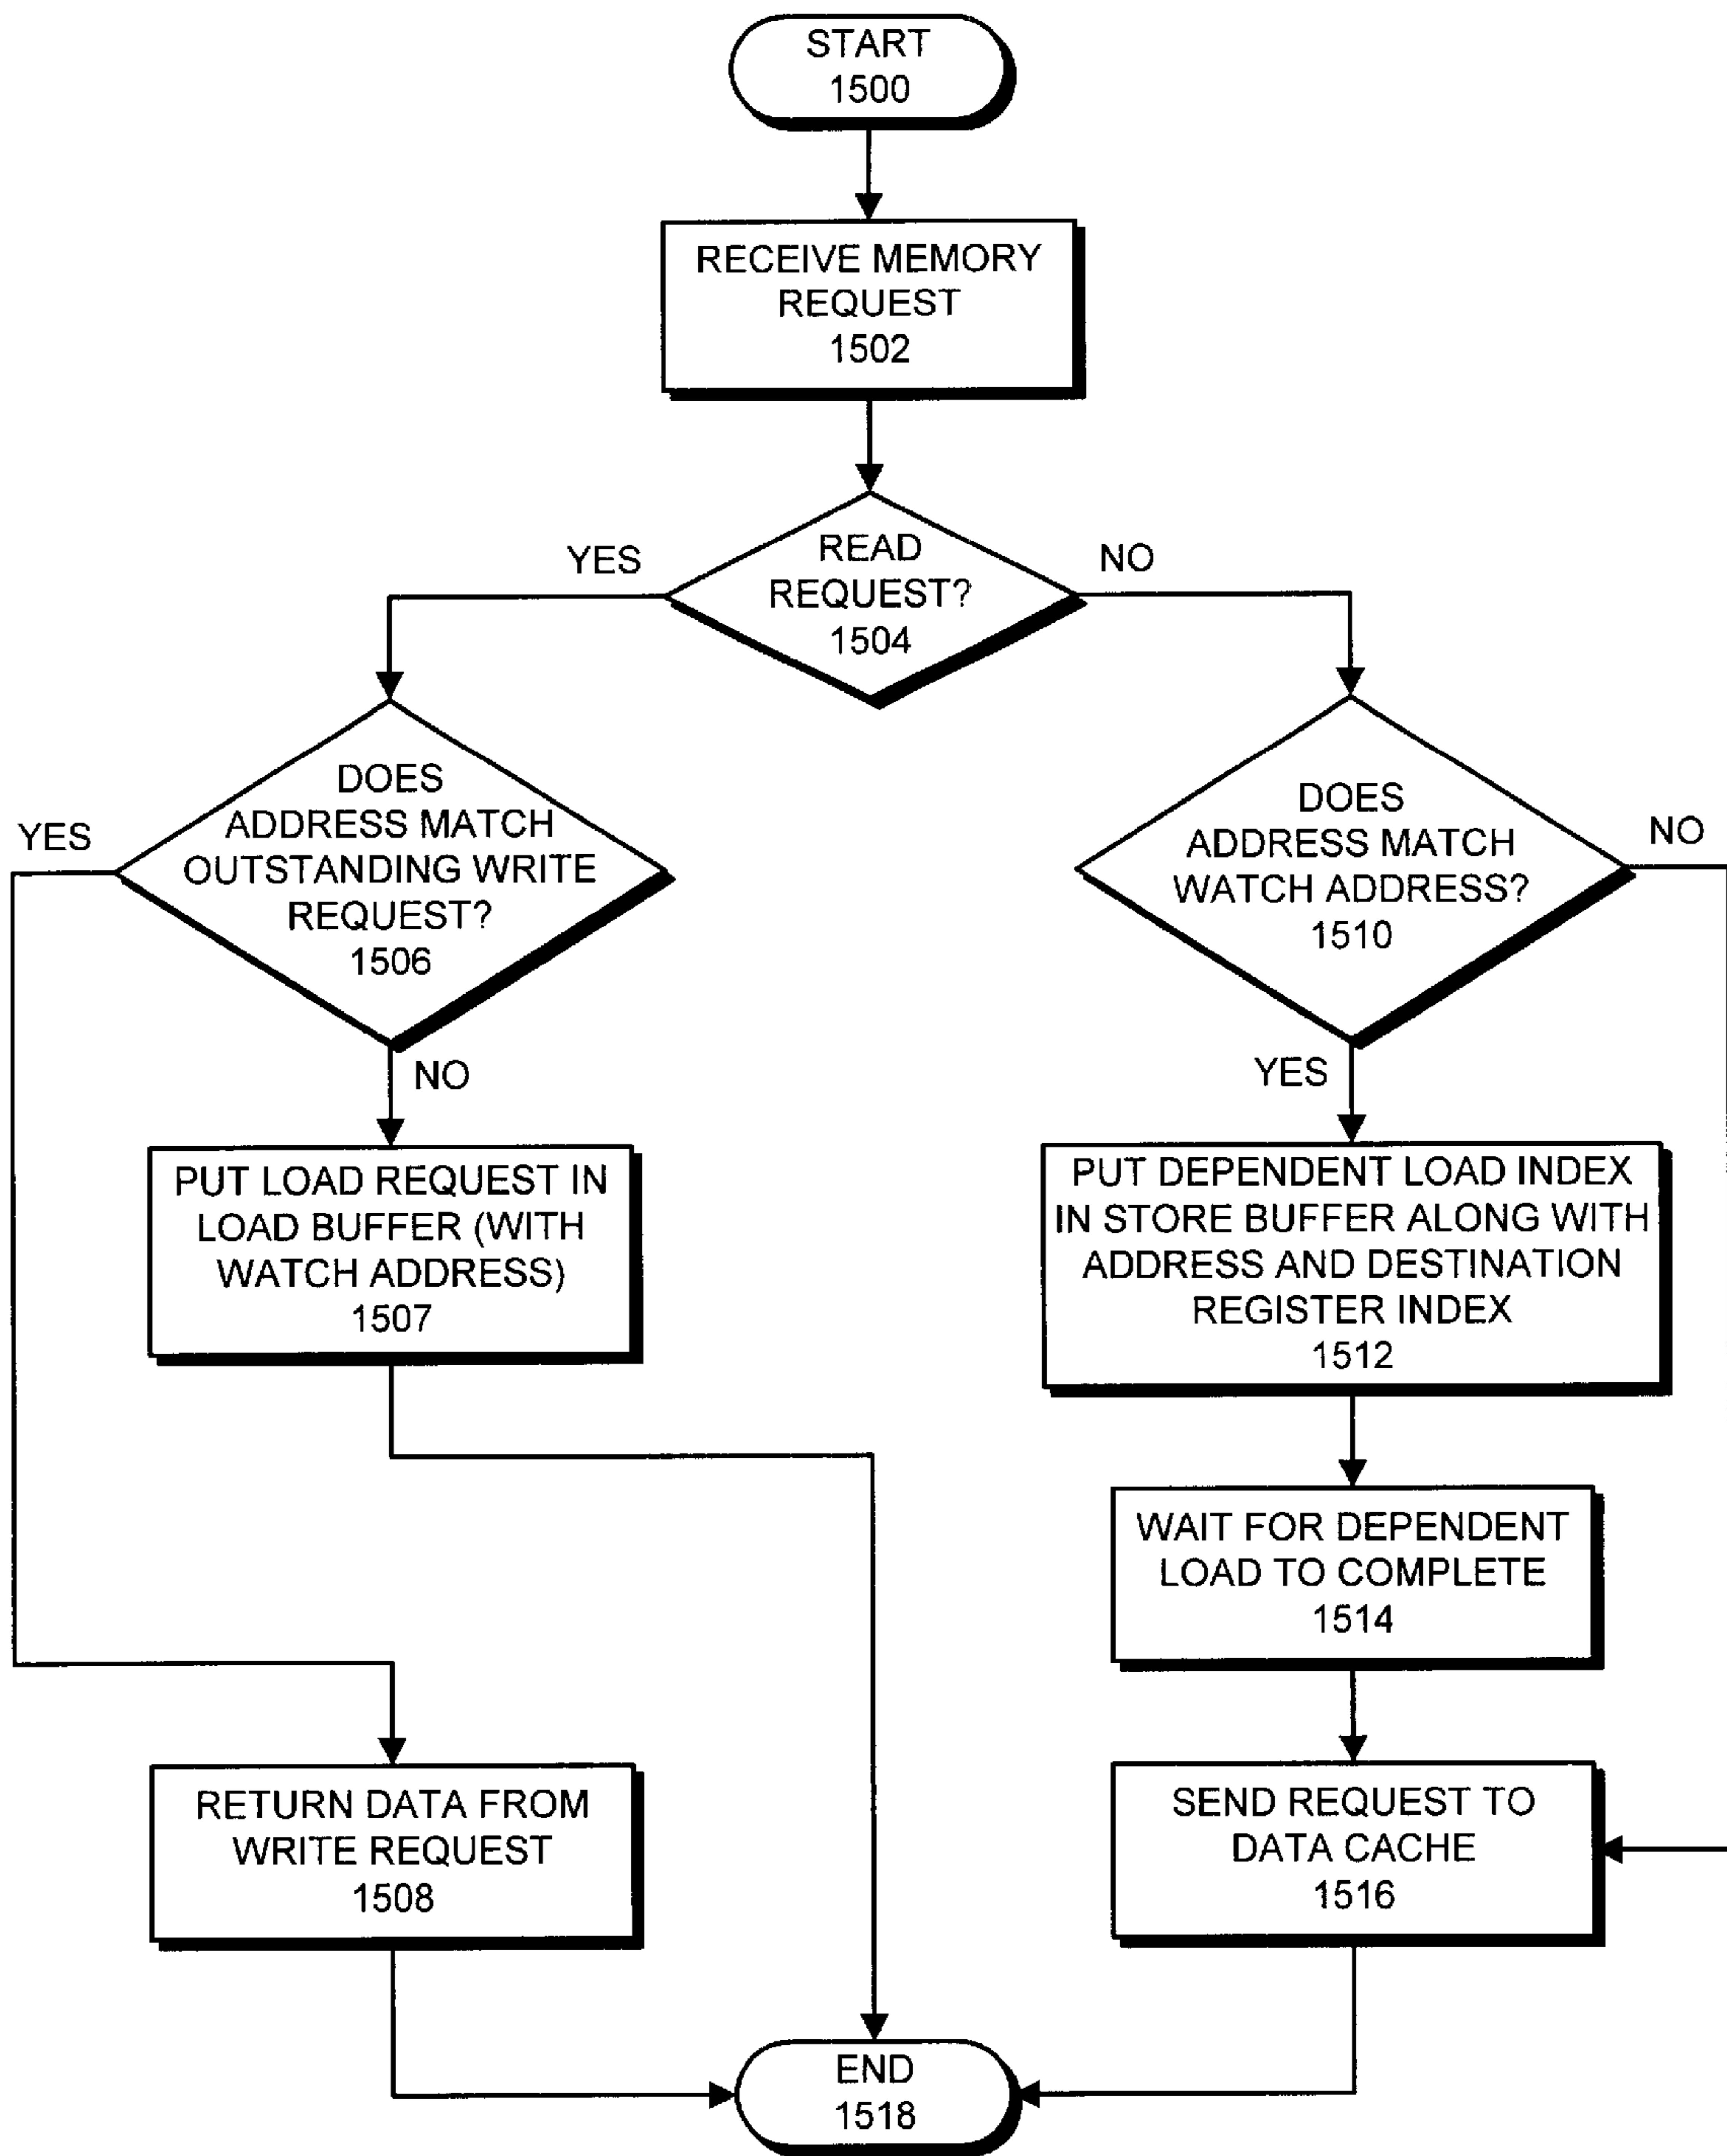 START
1500
RECEIVE MEMORY
REQUEST
1502
READ
REQUEST?
1504
YES
NO
DOES
ADDRESS MATCH
OUTSTANDING WRITE
REQUEST?
1506
YES
NO
DOES
ADDRESS MATCH
WATCH ADDRESS?
1510
NO
YES
PUT LOAD REQUEST IN
LOAD BUFFER (WITH
WATCH ADDRESS)
1507
PUT DEPENDENT LOAD INDEX
IN STORE BUFFER ALONG WITH
ADDRESS AND DESTINATION
REGISTER INDEX
1512
WAIT FOR DEPENDENT
LOAD TO COMPLETE
1514
RETURN DATA FROM
WRITE REQUEST
1508
SEND REQUEST TO
DATA CACHE
1516
END
1518